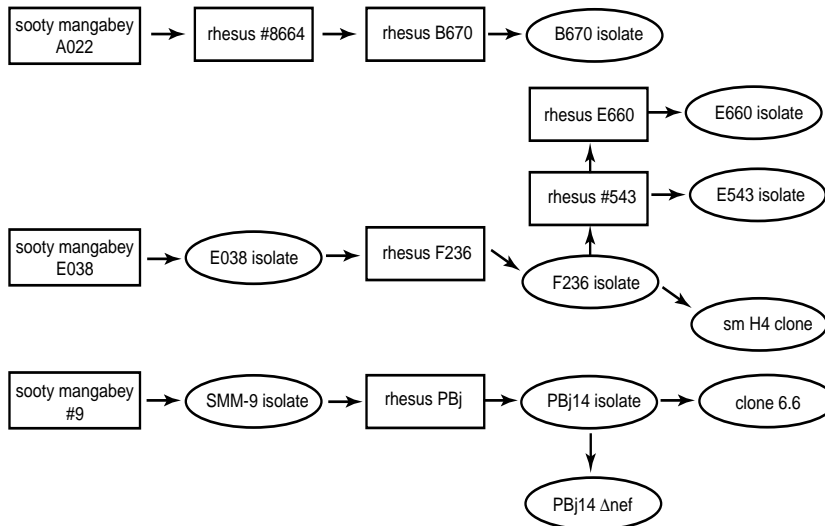 sooty mangabey
A022
rhesus #8664
rhesus B670
B670 isolate
rhesus E660
E660 isolate
rhesus #543
E543 isolate
sooty mangabey
E038
E038 isolate
rhesus F236
F236 isolate
sm H4 clone
sooty mangabey
#9
SMM-9 isolate
rhesus PBj
PBj14 isolate
clone 6.6
PBj14 Δnef